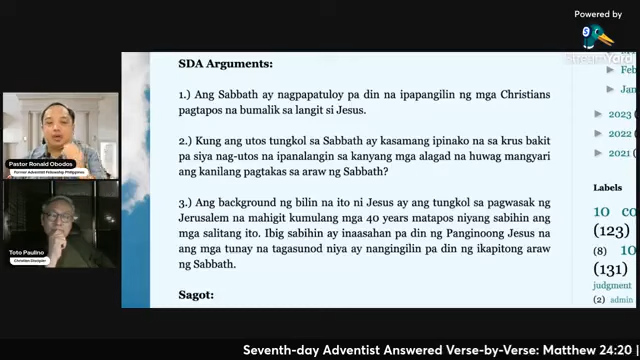 Powered by
StreamYard
SDA Arguments:
1.) Ang Sabbath ay nagpapatuloy pa din na ipapangilin ng mga Christians
pagtapos na bumalik sa langit si Jesus.
2.) Kung ang utos tungkol sa Sabbath ay kasamang ipinako na sa krus bakit
pa siya nag-utos na ipanalangin sa kanyang mga alagad na huwag mangyari
ang kanilang pagtakas sa araw ng Sabbath?
3.) Ang background ng bilin na ito ni Jesus ay ang tungkol sa pagwasak ng
Jerusalem na mahigit kumulang mga 40 years matapos niyang sabihin ang
mga salitang ito. Ibig sabihin ay inaasahan pa din ng Panginoong Jesus na
ang mga tunay na tagasunod niya ay nangingilin pa din ng ikapitong araw
ng Sabbath.
Sagot:
Feb
Jan
2023
2022
2021
Labels
10 co
(123)
(8) 10
(131)
judgment
(2) admin
Pastor Ronald Obodos
Former Adventist Fellowship Philippines
Toto Paulino
Christian Disciple
Seventh-day Adventist Answered Verse-by-Verse: Matthew 24:20 |